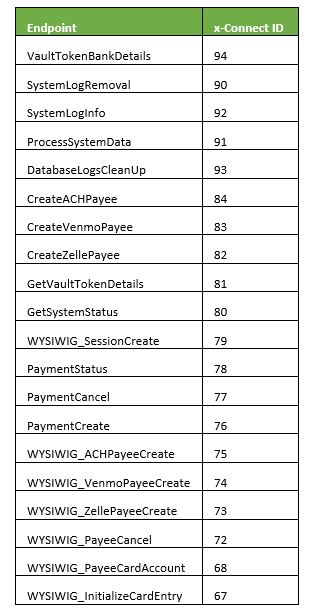 Endpoint x-Connect ID
VaultTokenBankDetails 94
SystemLogRemoval 90
SystemLogInfo 92
ProcessSystemData 91
DatabaseLogsCleanUp 93
CreateACHPayee 84
CreateVenmoPayee 83
CreateZellePayee 82
GetVaultTokenDetails 81
GetSystemStatus 80
WYSIWIG_SessionCreate 79
PaymentStatus 78
PaymentCancel 77
PaymentCreate 76
WYSIWIG_ACHPayeeCreate 75
WYSIWIG_VenmoPayeeCreate 74
WYSIWIG_ZellePayeeCreate 73
WYSIWIG_PayeeCancel 72
WYSIWIG_PayeeCardAccount 68
WYSIWIG_InitializeCardEntry 67